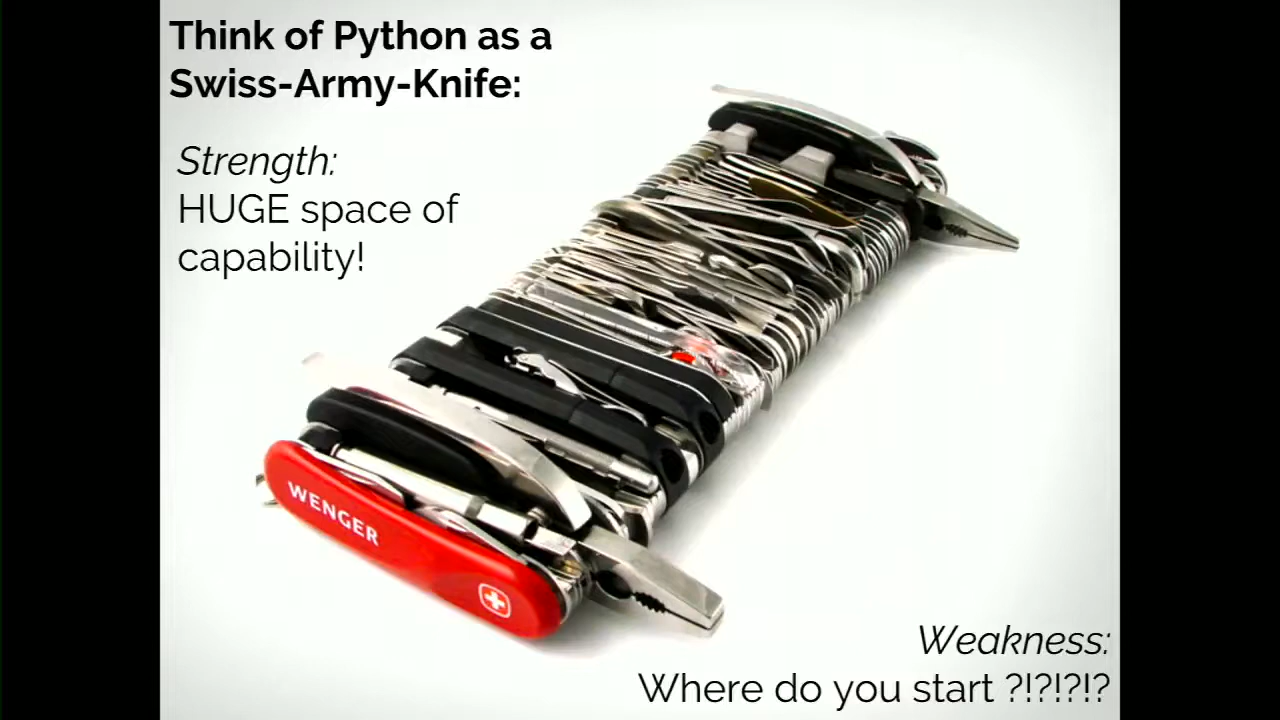 Think of Python as a
Swiss-Army-Knife:
Strength:
HUGE space of
capability!
WENGER
Weakness:
Where do you start ?!?!?!?